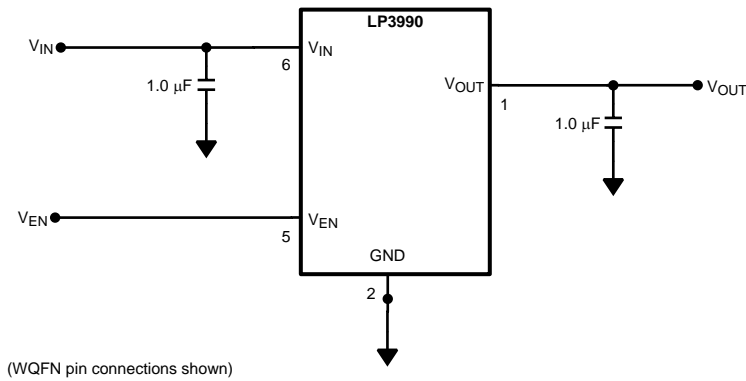 LP3990
VIN
VIN
6
1.0 μF
VOUT
1
VOUT
1.0 μF
VEN
VEN
5
GND
2
(WQFN pin connections shown)